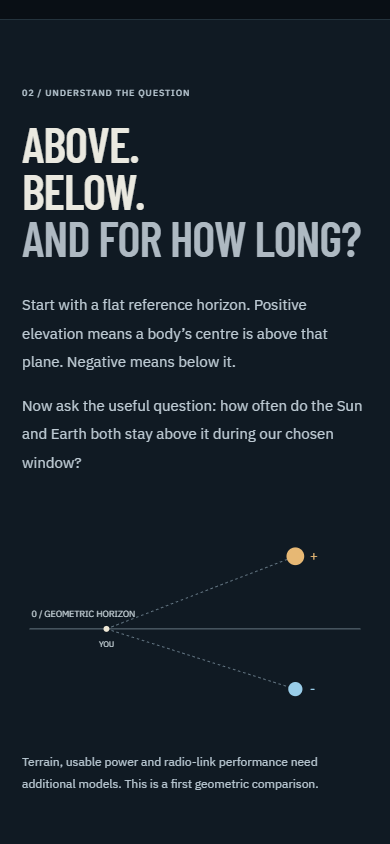 02 / UNDERSTAND THE QUESTION
ABOVE.
BELOW.
AND FOR HOW LONG?
Start with a flat reference horizon. Positive
elevation means a body’s centre is above that
plane. Negative means below it.
Now ask the useful question: how often do the Sun
and Earth both stay above it during our chosen
window?
+
0 / GEOMETRIC HORIZON
YOU
-
Terrain, usable power and radio-link performance need
additional models. This is a first geometric comparison.